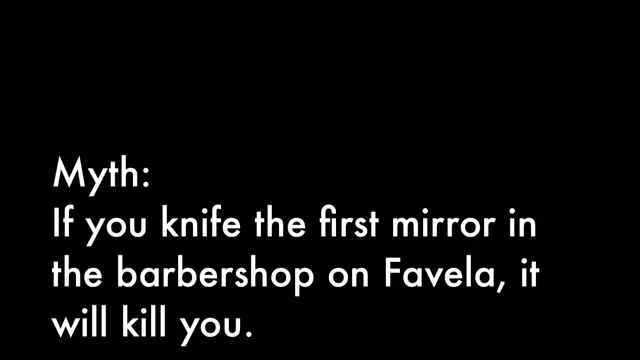 Myth:
If you knife the first mirror in
the barbershop on Favela, it
will kill you.